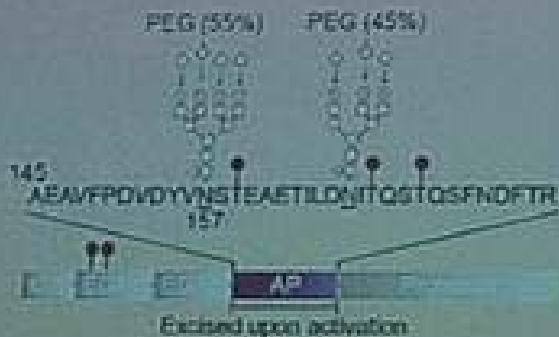 PEG (55%) PEG (45%)
145
AEAVFPDVDYVNSTEAETILDNITQSTQSFNDFTR
157
AP
Excised upon activation